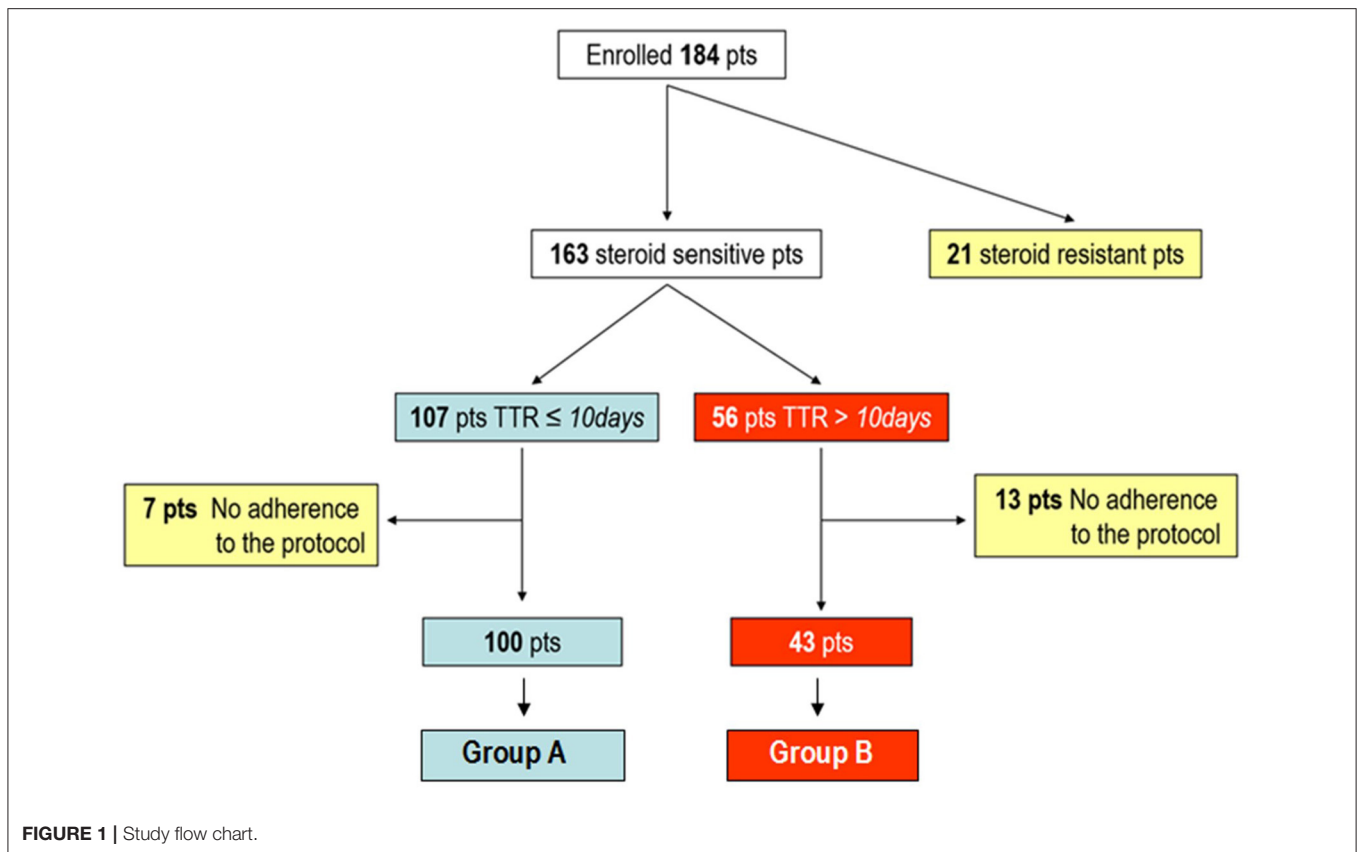 Enrolled 184 pts
163 steroid sensitive pts
21 steroid resistant pts
107 pts TTR ≤ 10days
56 pts TTR > 10days
7 pts No adherence
to the protocol
13 pts No adherence
to the protocol
100 pts
43 pts
Group A
Group B
FIGURE 1 | Study flow chart.